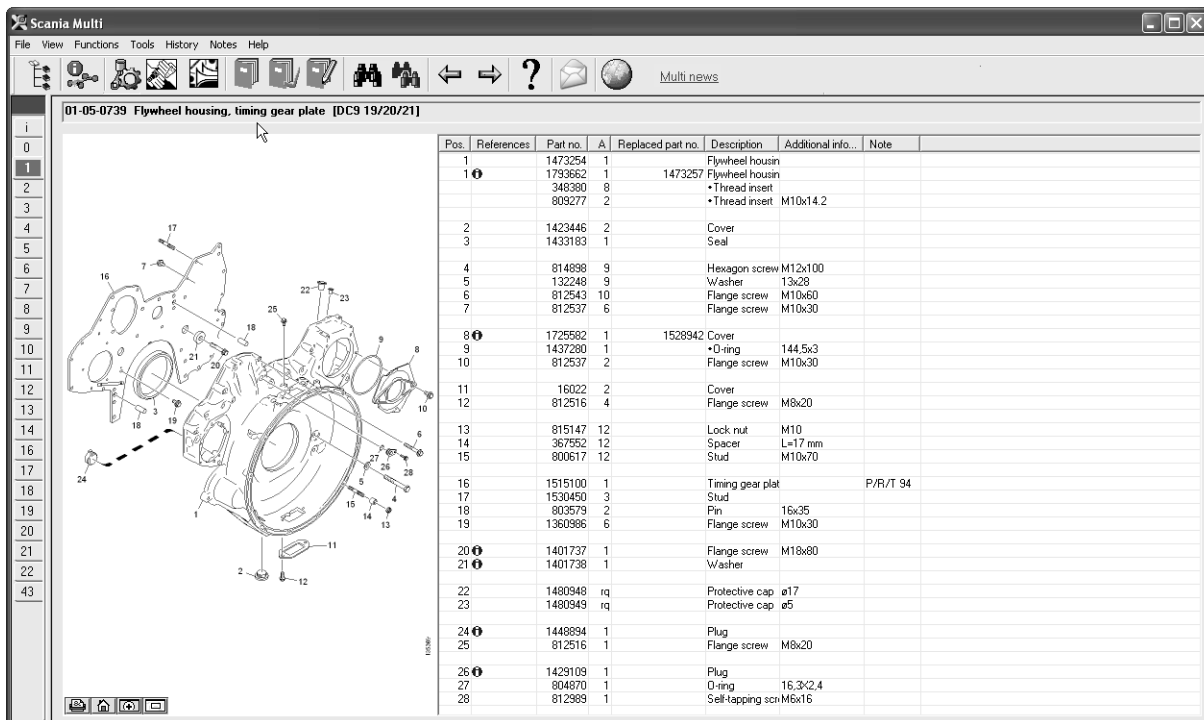 Scania Multi
File View Functions Tools History Notes Help
Multi news
01-05-0739 Flywheel housing, timing gear plate [DC9 19/20/21]
i
0
1
2
3
4
5
6
7
8
9
10
11
12
13
14
16
17
18
19
20
21
22
43
17
7
16
22
23
25
18
9
8
21
20
10
3
18
19
6
27
26
28
24
5
4
15
14
13
1
11
2
12
Pos. References Part no. A Replaced part no. Description Additional info... Note
1 1473254 1 Flywheel housin
1 1793662 1 1473257 Flywheel housin
348380 8 •Thread insert
809277 2 •Thread insert M10x14.2
2 1423446 2 Cover
3 1433183 1 Seal
4 814898 9 Hexagon screw M12x100
5 132248 9 Washer 13x28
6 812543 10 Flange screw M10x60
7 812537 6 Flange screw M10x30
8 1725582 1 1528942 Cover
9 1437280 1 •O-ring 144,5x3
10 812537 2 Flange screw M10x30
11 16022 2 Cover
12 812516 4 Flange screw M8x20
13 815147 12 Lock nut M10
14 367552 12 Spacer L=17 mm
15 800617 12 Stud M10x70
16 1515100 1 Timing gear plat P/R/T 94
17 1530450 3 Stud
18 803579 2 Pin 16x35
19 1360986 6 Flange screw M10x30
20 1401737 1 Flange screw M18x80
21 1401738 1 Washer
22 1480948 rq Protective cap ø17
23 1480949 rq Protective cap ø5
24 1448894 1 Plug
25 812516 1 Flange screw M8x20
26 1429109 1 Plug
27 804870 1 O-ring 16,3X2,4
28 812989 1 Self-tapping scr M6x16